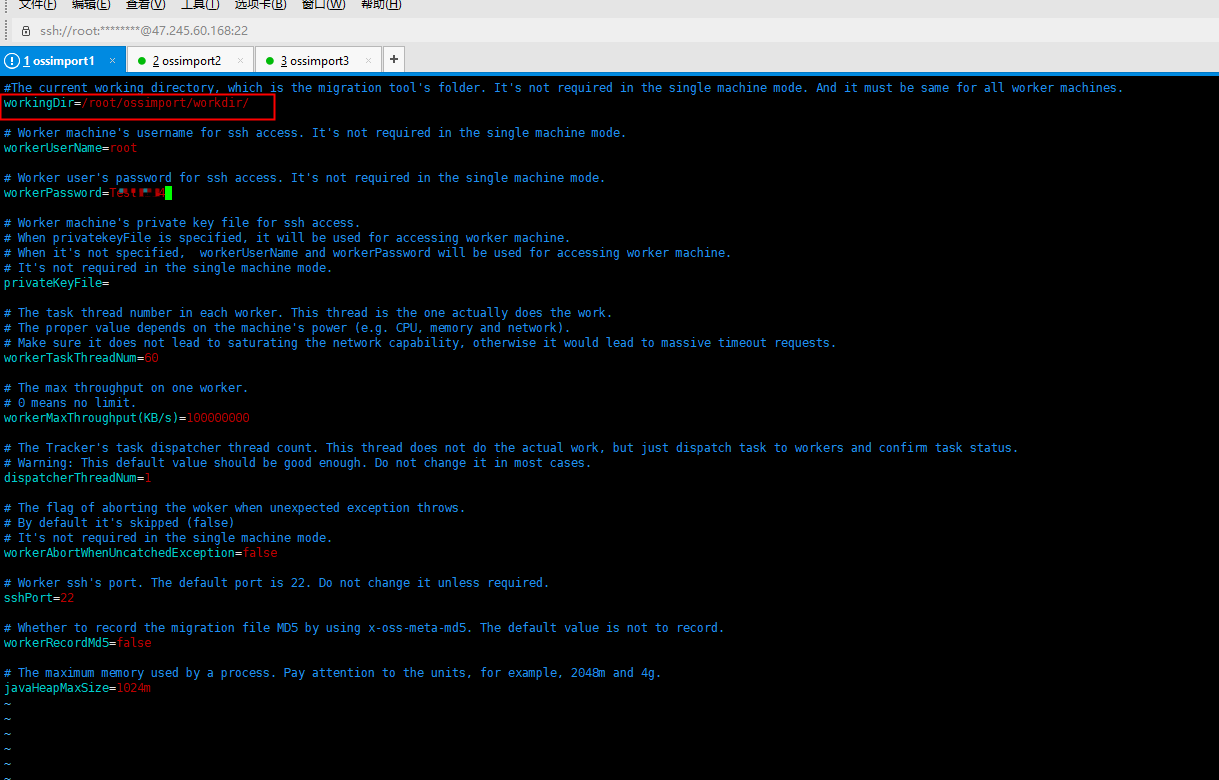 文件(F) 编辑(E) 查看(V) 工具(T) 选项卡(B) 窗口(W) 帮助(H)
ssh://root:********@47.245.60.168:22
1 ossimport1 × 2 ossimport2 × 3 ossimport3 × +
#The current working directory, which is the migration tool's folder. It's not required in the single machine mode. And it must be same for all worker machines.
workingDir=/root/ossimport/workdir/
# Worker machine's username for ssh access. It's not required in the single machine mode.
workerUserName=root
# Worker user's password for ssh access. It's not required in the single machine mode.
workerPassword=
# Worker machine's private key file for ssh access.
# When privatekeyFile is specified, it will be used for accessing worker machine.
# When it's not specified,  workerUserName and workerPassword will be used for accessing worker machine.
# It's not required in the single machine mode.
privateKeyFile=
# The task thread number in each worker. This thread is the one actually does the work.
# The proper value depends on the machine's power (e.g. CPU, memory and network).
# Make sure it does not lead to saturating the network capability, otherwise it would lead to massive timeout requests.
workerTaskThreadNum=60
# The max throughput on one worker.
# 0 means no limit.
workerMaxThroughput(KB/s)=100000000
# The Tracker's task dispatcher thread count. This thread does not do the actual work, but just dispatch task to workers and confirm task status.
# Warning: This default value should be good enough. Do not change it in most cases.
dispatcherThreadNum=1
# The flag of aborting the woker when unexpected exception throws.
# By default it's skipped (false)
# It's not required in the single machine mode.
workerAbortWhenUncatchedException=false
# Worker ssh's port. The default port is 22. Do not change it unless required.
sshPort=22
# Whether to record the migration file MD5 by using x-oss-meta-md5. The default value is not to record.
workerRecordMd5=false
# The maximum memory used by a process. Pay attention to the units, for example, 2048m and 4g.
javaHeapMaxSize=1024m
~
~
~
~
~
~